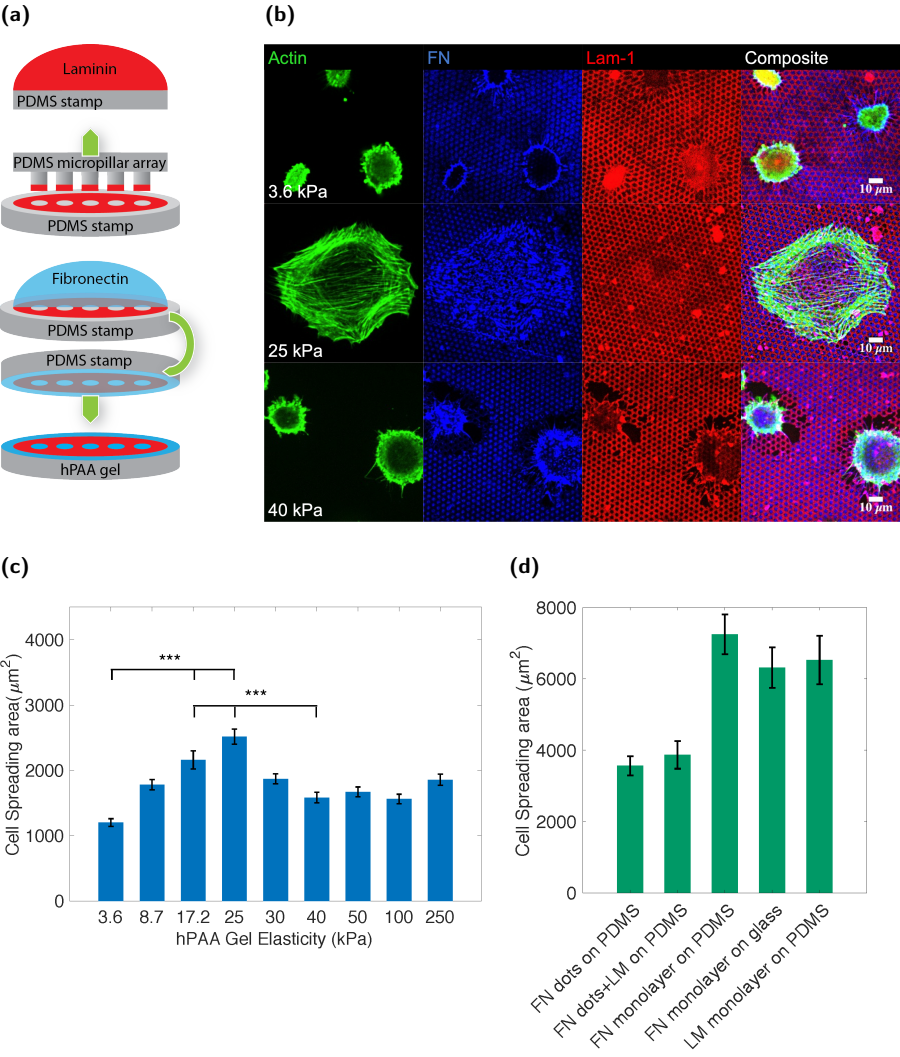 (a)
Laminin
PDMS stamp
PDMS micropillar array
PDMS stamp
Fibronectin
PDMS stamp
PDMS stamp
hPAA gel
(b)
Actin FN Lam-1 Composite
3.6 kPa
10 μm
25 kPa
10 μm
40 kPa
10 μm
(c)
Cell Spreading area(μm²)
4000
3000
2000
1000
0
***
***
3.6 8.7 17.2 25 30 40 50 100 250
hPAA Gel Elasticity (kPa)
(d)
Cell Spreading area (μm²)
8000
6000
4000
2000
0
FN dots on PDMS
FN dots+LM on PDMS
FN monolayer on PDMS
FN monolayer on glass
LM monolayer on PDMS